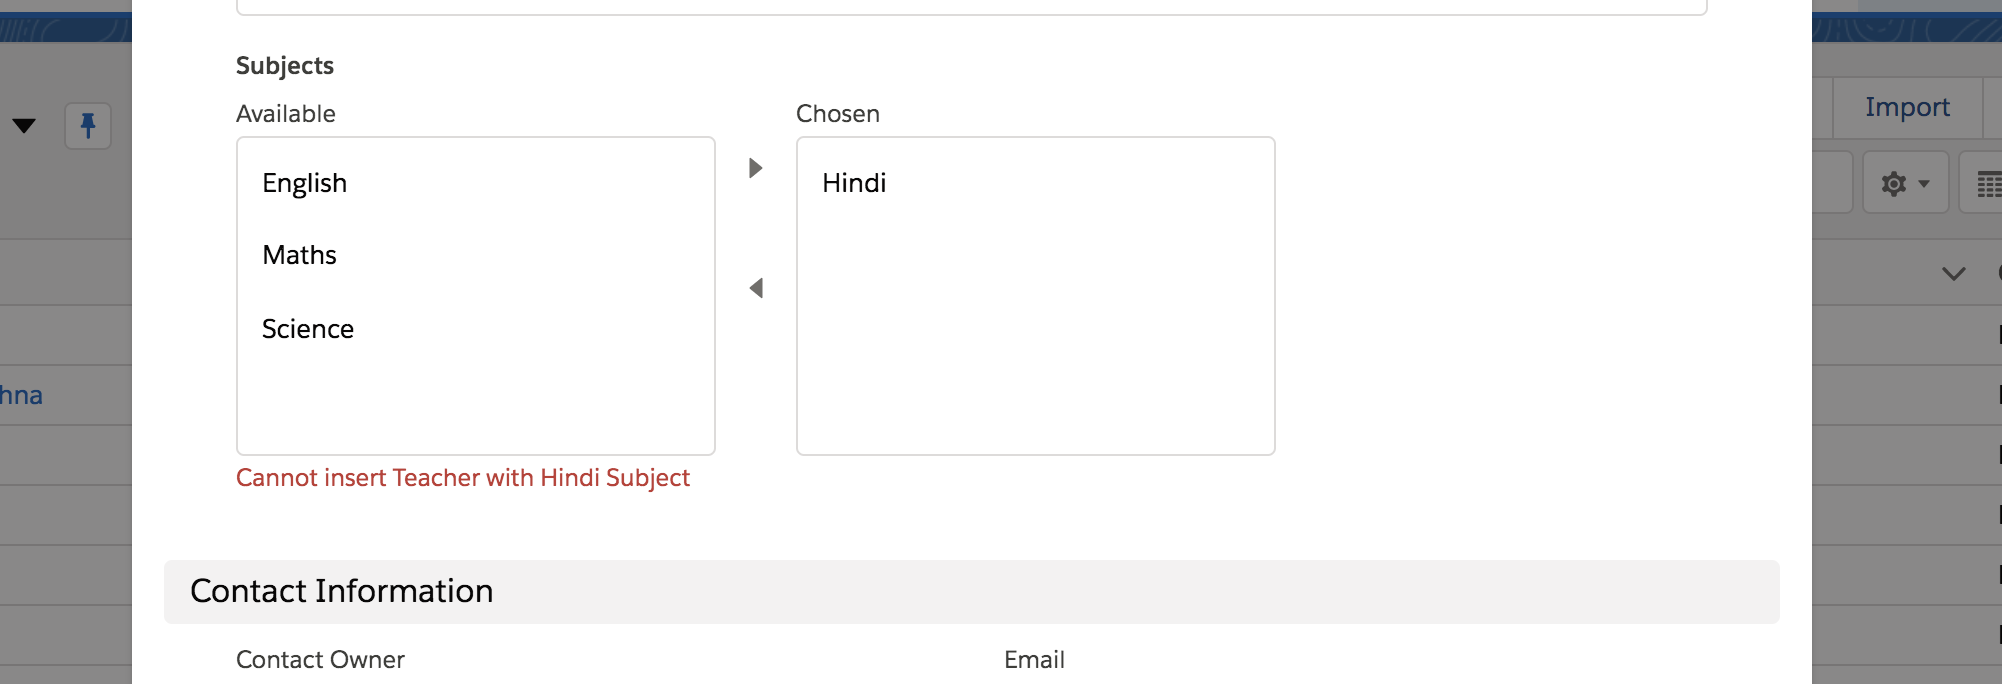 Subjects
Available
Chosen
English
Maths
Science
Hindi
Cannot insert Teacher with Hindi Subject
Contact Information
Contact Owner
Email
Import
hna